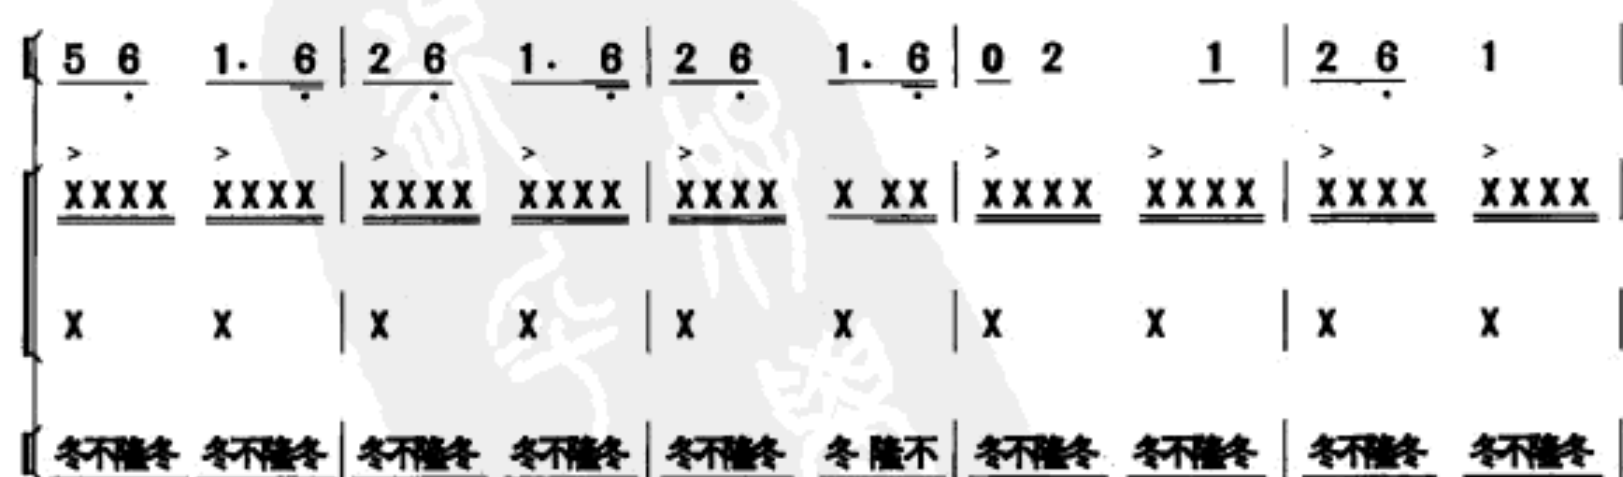 5 6 1. 6 | 2 6 1. 6 | 2 6 1. 6 | 0 2 1 | 2 6 1 |
> > > > > > > > >
XXXX XXXX | XXXX XXXX | XXXX X XX | XXXX XXXX | XXXX XXXX |
X X | X X | X X | X X | X X |
冬不隆冬 冬不隆冬 | 冬不隆冬 冬不隆冬 | 冬不隆冬 冬 隆不 | 冬不隆冬 冬不隆冬 | 冬不隆冬 冬不隆冬 |